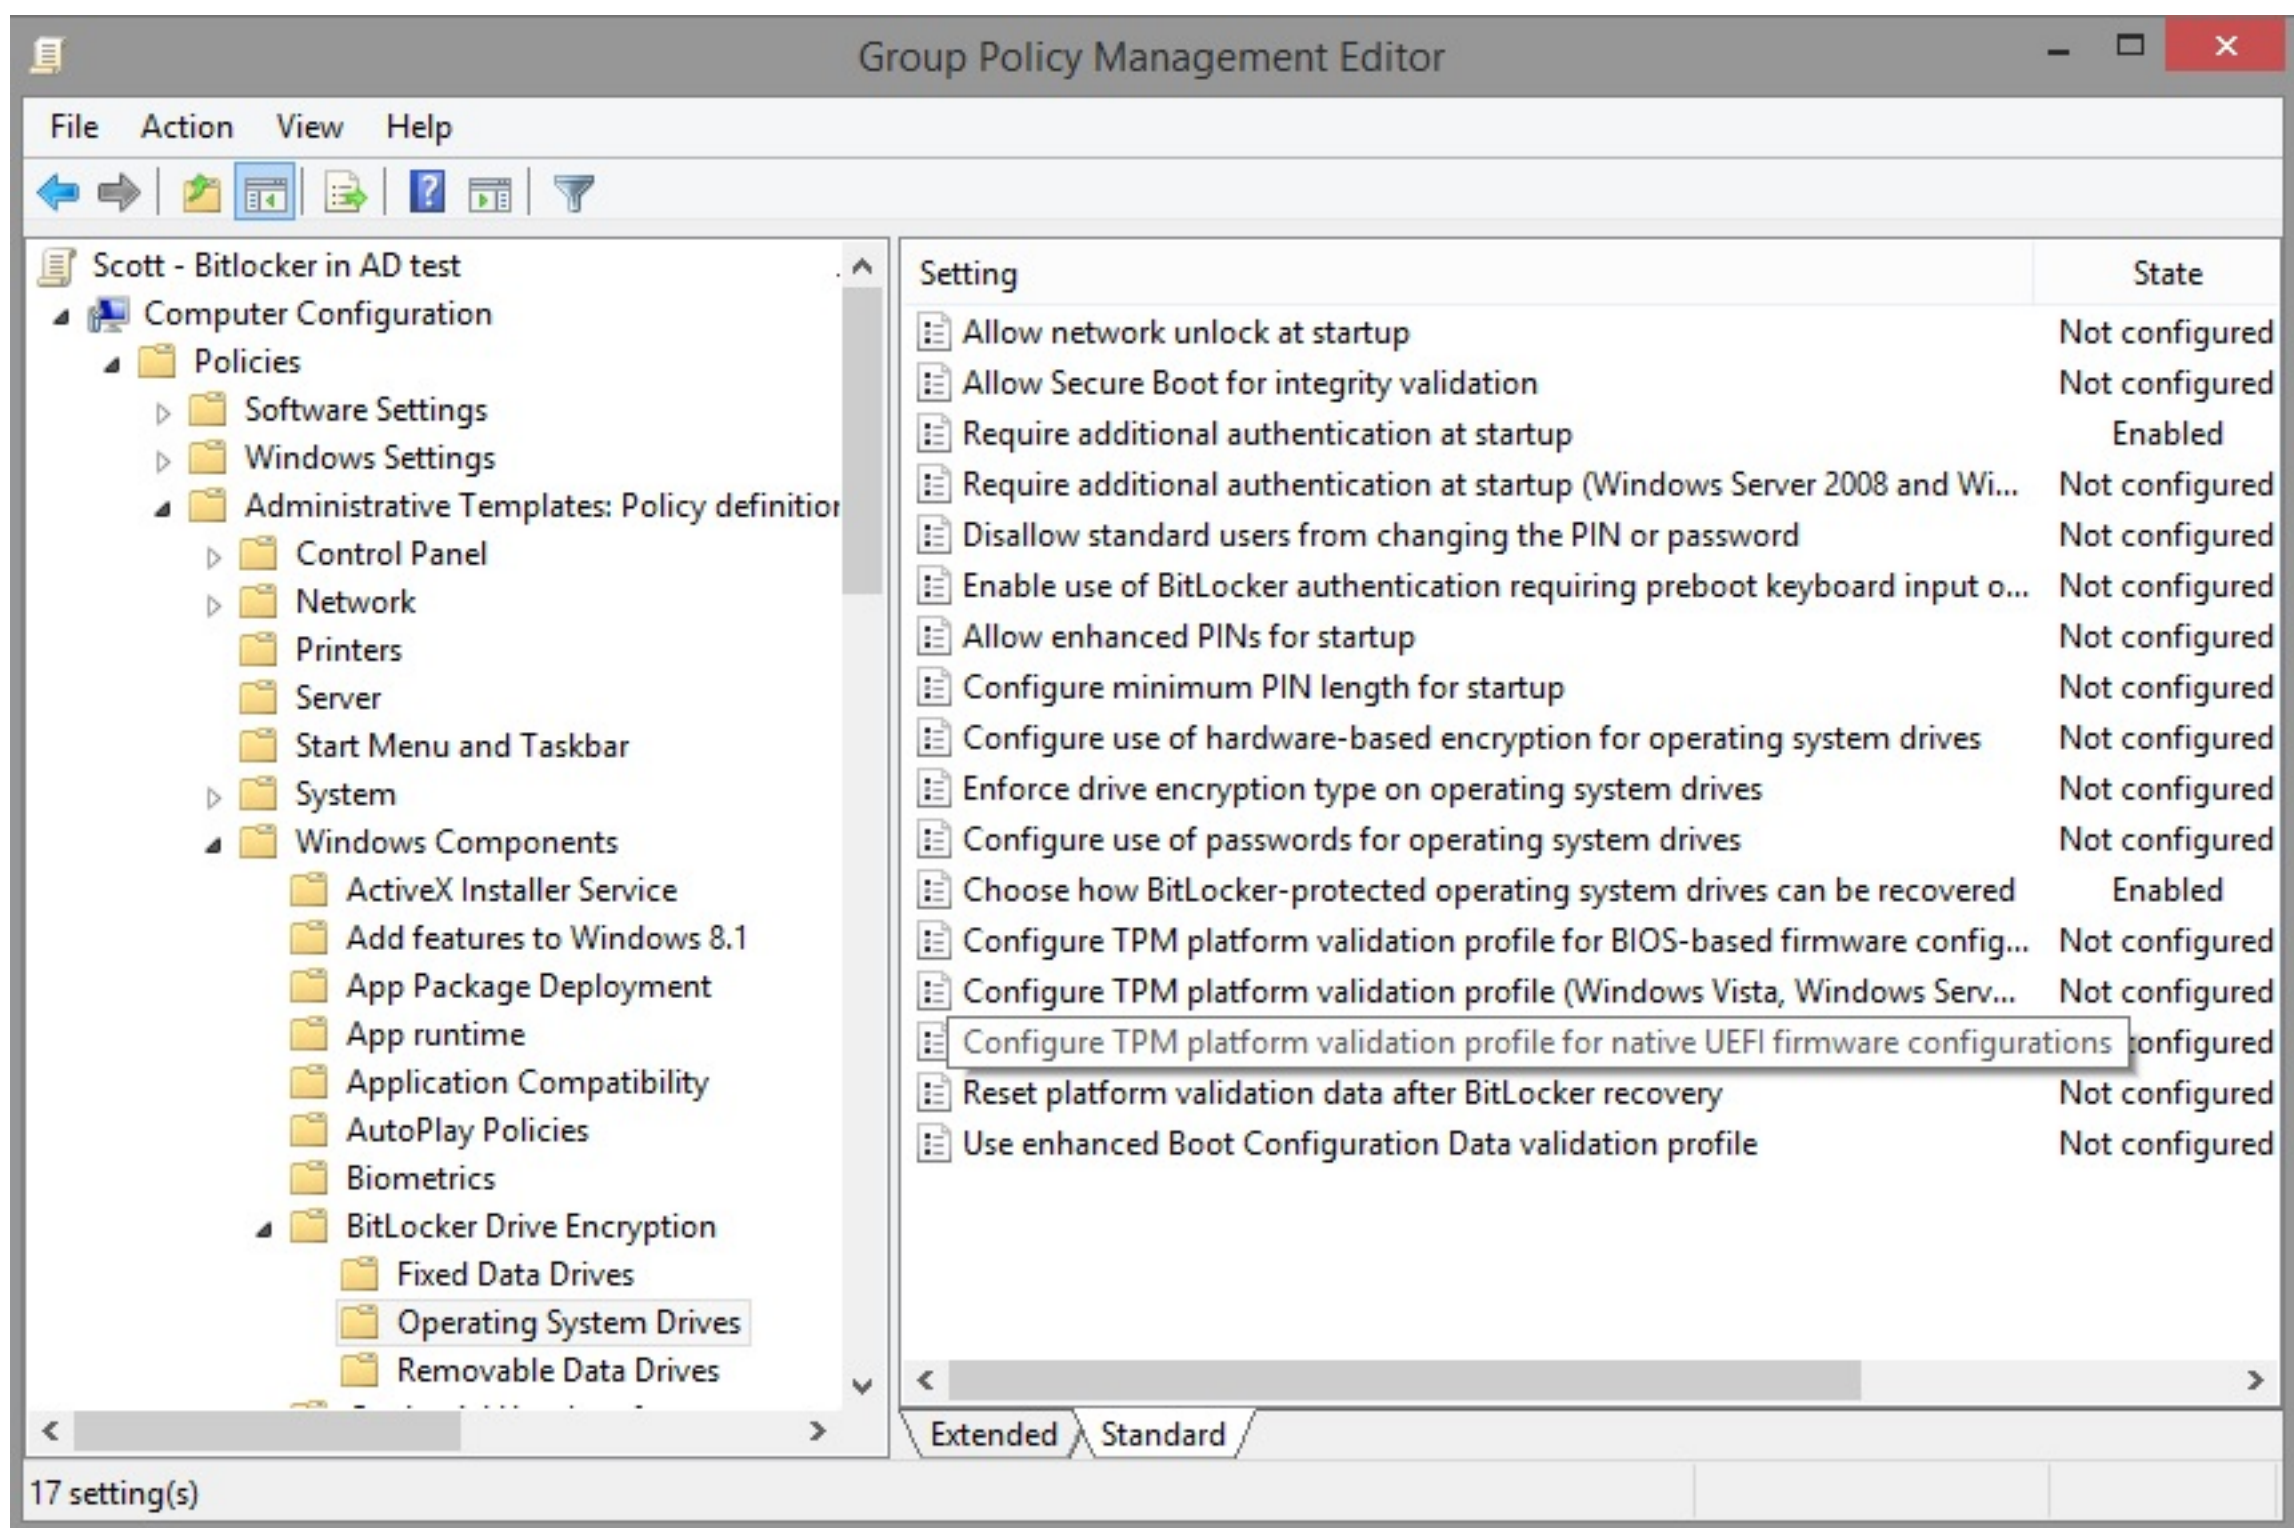 Group Policy Management Editor
File Action View Help
Scott - Bitlocker in AD test
Computer Configuration
Policies
Software Settings
Windows Settings
Administrative Templates: Policy definition
Control Panel
Network
Printers
Server
Start Menu and Taskbar
System
Windows Components
ActiveX Installer Service
Add features to Windows 8.1
App Package Deployment
App runtime
Application Compatibility
AutoPlay Policies
Biometrics
BitLocker Drive Encryption
Fixed Data Drives
Operating System Drives
Removable Data Drives
Setting State
Allow network unlock at startup Not configured
Allow Secure Boot for integrity validation Not configured
Require additional authentication at startup Enabled
Require additional authentication at startup (Windows Server 2008 and Wi... Not configured
Disallow standard users from changing the PIN or password Not configured
Enable use of BitLocker authentication requiring preboot keyboard input o... Not configured
Allow enhanced PINs for startup Not configured
Configure minimum PIN length for startup Not configured
Configure use of hardware-based encryption for operating system drives Not configured
Enforce drive encryption type on operating system drives Not configured
Configure use of passwords for operating system drives Not configured
Choose how BitLocker-protected operating system drives can be recovered Enabled
Configure TPM platform validation profile for BIOS-based firmware config... Not configured
Configure TPM platform validation profile (Windows Vista, Windows Serv... Not configured
Configure TPM platform validation profile for native UEFI firmware configurations configured
Reset platform validation data after BitLocker recovery Not configured
Use enhanced Boot Configuration Data validation profile Not configured
Extended Standard
17 setting(s)